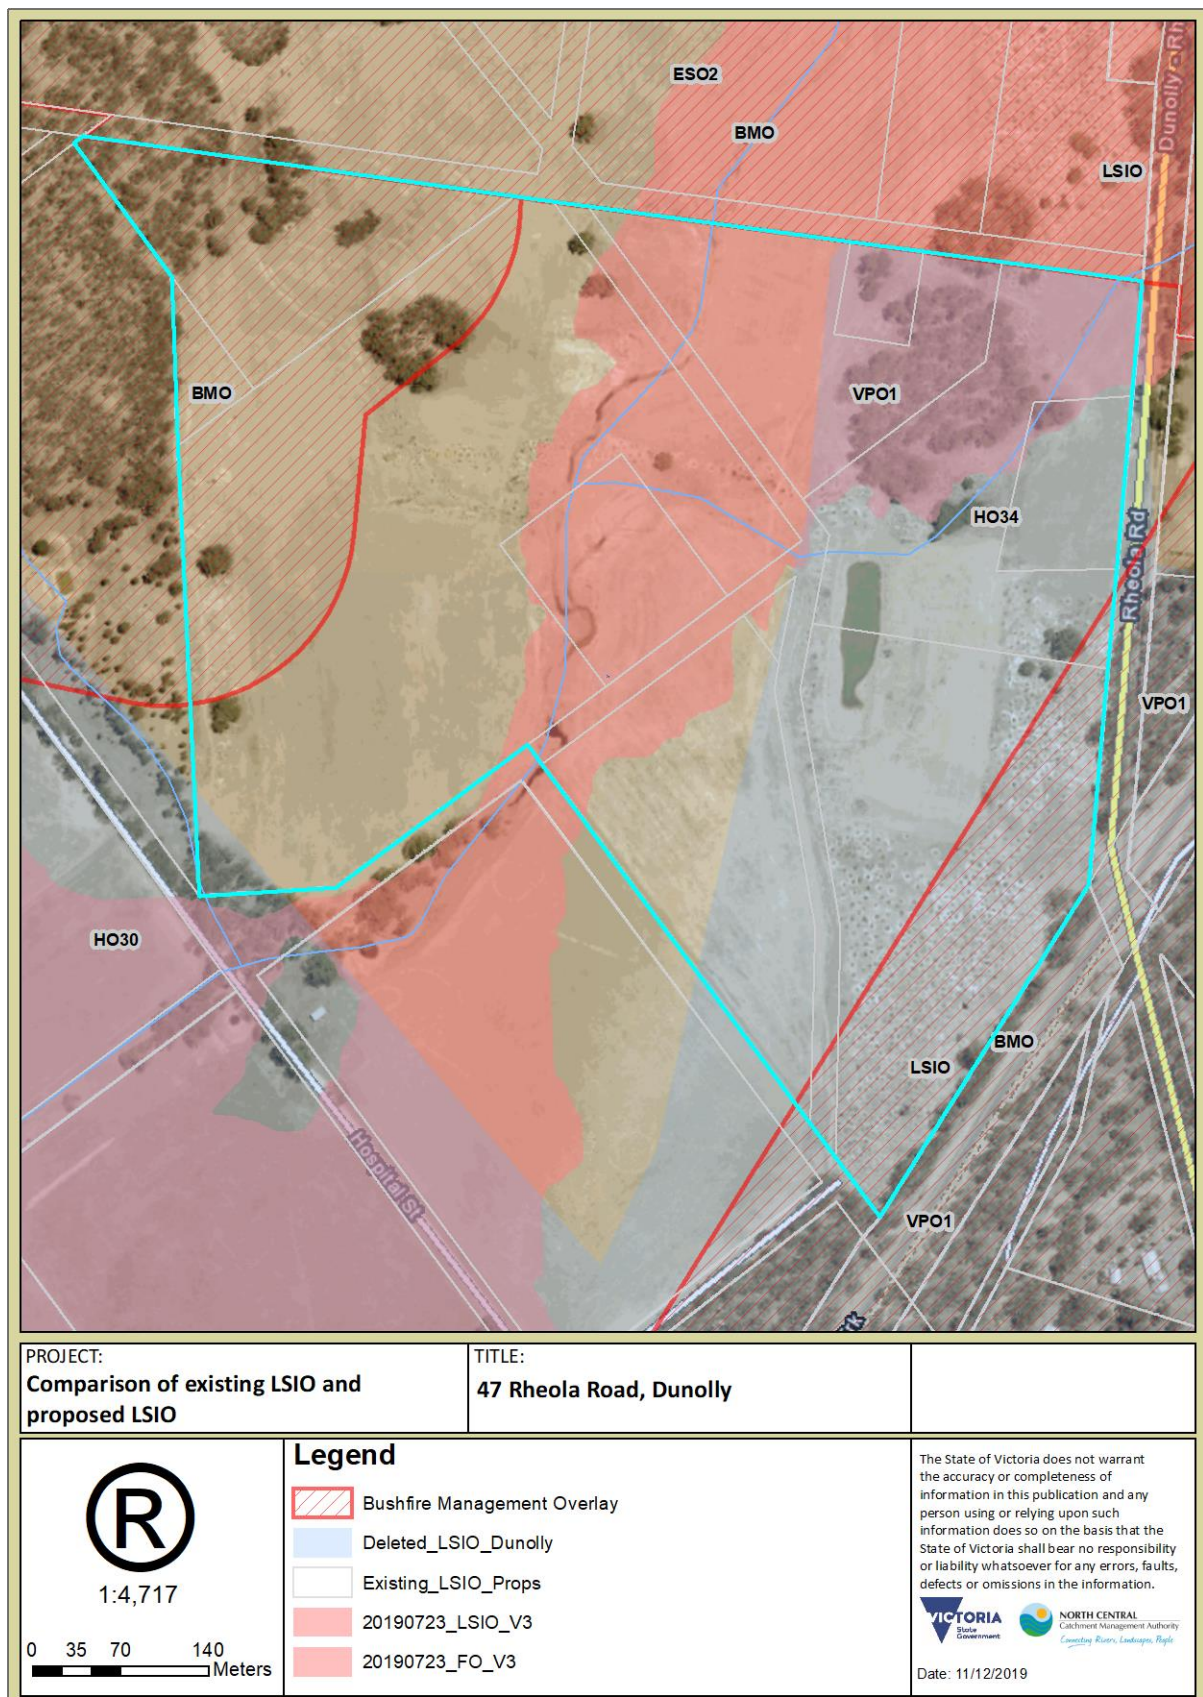 ESO2
BMO
Dunolly - Rh
LSIO
BMO
VPO1
HO34
Rheola Rd
VPO1
HO30
BMO
LSIO
Hospital St
VPO1
rk
PROJECT:
Comparison of existing LSIO and
proposed LSIO
TITLE:
47 Rheola Road, Dunolly
R
1:4,717
0 35 70 140
Meters
Legend
Bushfire Management Overlay
Deleted_LSIO_Dunolly
Existing_LSIO_Props
20190723_LSIO_V3
20190723_FO_V3
The State of Victoria does not warrant
the accuracy or completeness of
information in this publication and any
person using or relying upon such
information does so on the basis that the
State of Victoria shall bear no responsibility
or liability whatsoever for any errors, faults,
defects or omissions in the information.
VICTORIA
State
Government
NORTH CENTRAL
Catchment Management Authority
Connecting Rivers, Landscapes, People
Date: 11/12/2019